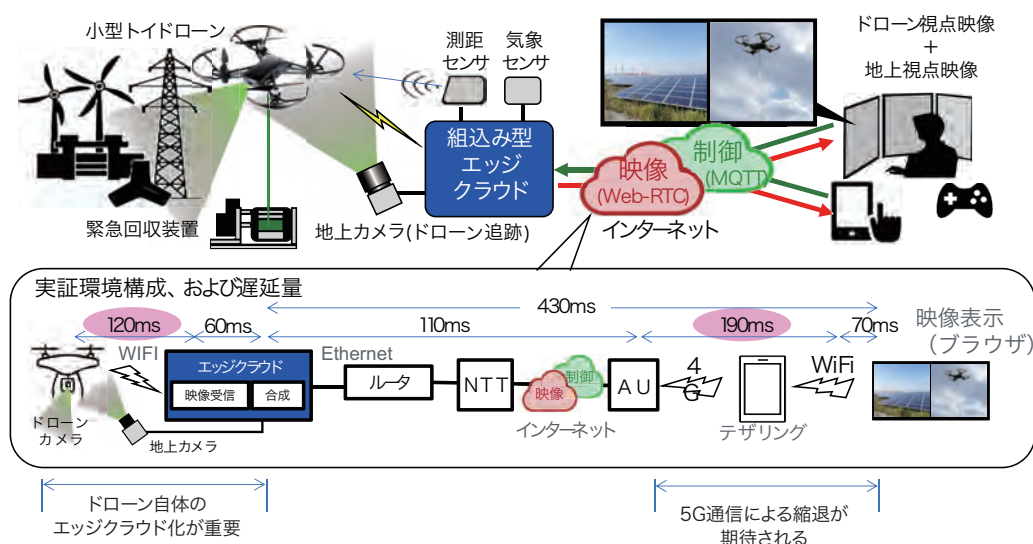 小型トイドローン
測距
センサ
気象
センサ
ドローン視点映像
+
地上視点映像
組込み型
エッジ
クラウド
制御
(MQTT)
映像
(Web-RTC)
インターネット
緊急回収装置
地上カメラ(ドローン追跡)
実証環境構成、および遅延量
430ms
120ms
60ms
110ms
190ms
70ms
映像表示
(ブラウザ)
WIFI
エッジクラウド
映像受信
合成
Ethernet
ルータ
NTT
制御
映像
インターネット
AU
4G
テザリング
WiFi
ドローン
カメラ
地上カメラ
ドローン自体の
エッジクラウド化が重要
5G通信による縮退が
期待される